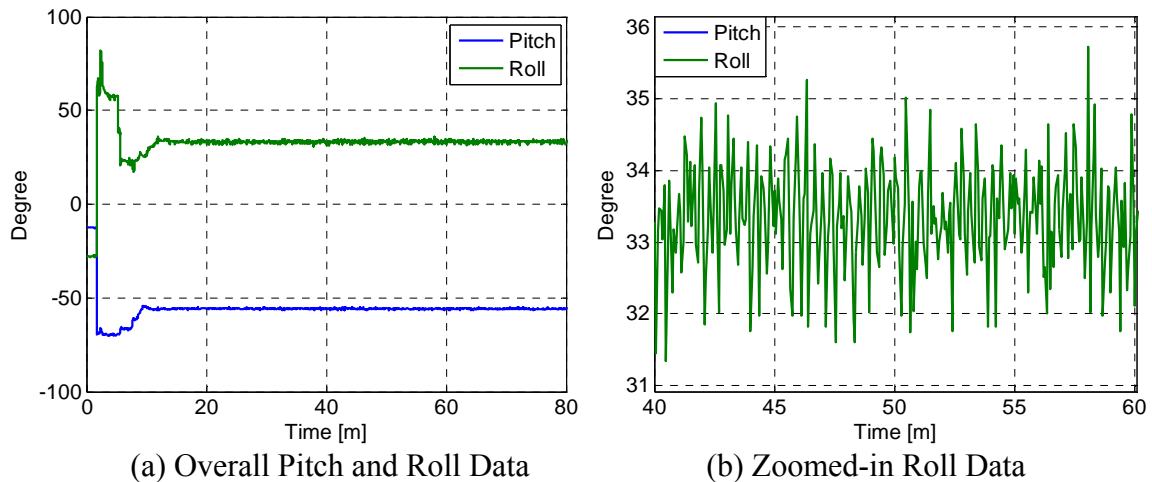 100
50
0
-50
-100
Degree
0
20
40
60
80
Time [m]
Pitch
Roll
(a) Overall Pitch and Roll Data
36
35
34
33
32
31
Degree
40
45
50
55
60
Time [m]
Pitch
Roll
(b) Zoomed-in Roll Data